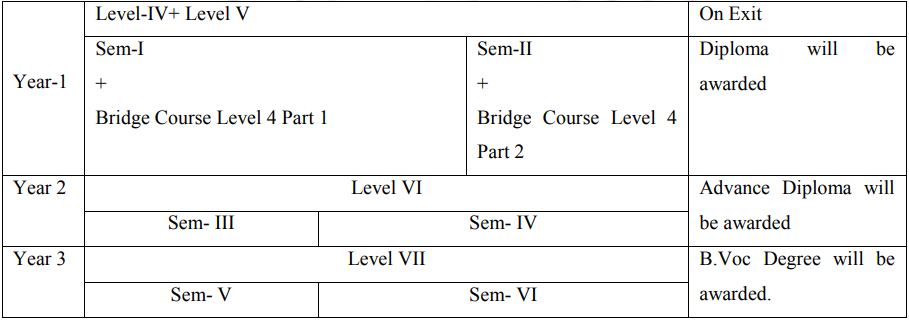 Level-IV+ Level V
On Exit
Year-1
Sem-I
+
Bridge Course Level 4 Part 1
Sem-II
+
Bridge Course Level 4
Part 2
Diploma will be
awarded
Year 2
Level VI
Advance Diploma will
be awarded
Sem- III
Sem- IV
Year 3
Level VII
B.Voc Degree will be
awarded.
Sem- V
Sem- VI